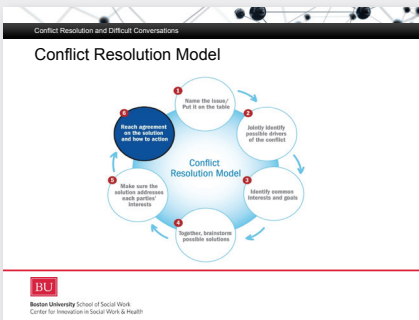 Conflict Resolution and Difficult Conversations
Conflict Resolution Model
1
Name the Issue/
Put it on the table
2
Jointly Identify
possible drivers
of the conflict
3
Identify common
interests and goals
4
Together, brainstorm
possible solutions
5
Make sure the
solution addresses
each parties'
interests
6
Reach agreement
on the solution
and how to action
Conflict
Resolution Model
BU
Boston University School of Social Work
Center for Innovation in Social Work & Health